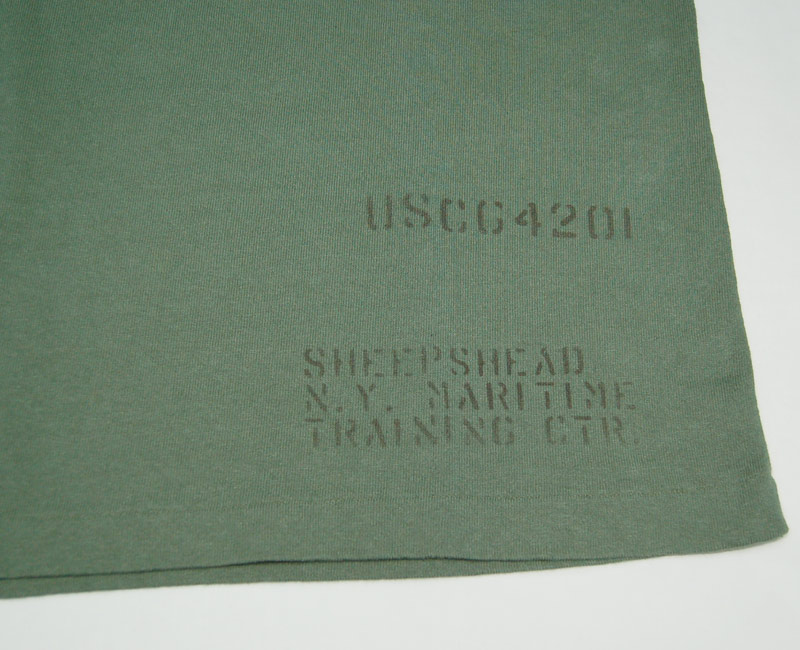 USCG4201
SHEEPSHEAD
N.Y. MARITIME
TRAINING CTR.